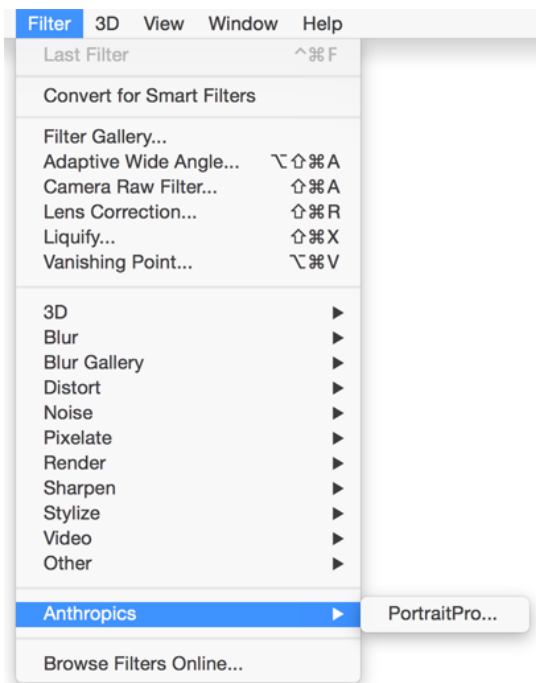 Filter 3D View Window Help
Last Filter ^⌘F
Convert for Smart Filters
Filter Gallery...
Adaptive Wide Angle... ⌥⇧⌘A
Camera Raw Filter... ⇧⌘A
Lens Correction... ⇧⌘R
Liquify... ⇧⌘X
Vanishing Point... ⌥⌘V
3D
Blur
Blur Gallery
Distort
Noise
Pixelate
Render
Sharpen
Stylize
Video
Other
Anthropics PortraitPro...
Browse Filters Online...